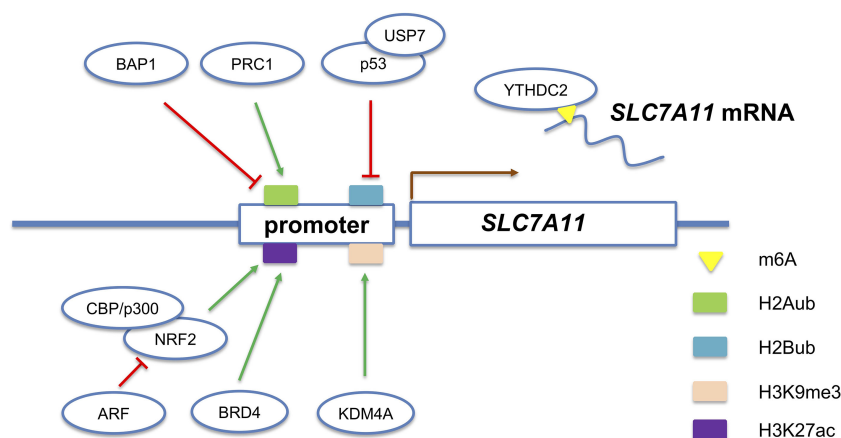 USP7
BAP1
PRC1
p53
YTHDC2
SLC7A11 mRNA
promoter
SLC7A11
m6A
CBP/p300
H2Aub
NRF2
H2Bub
H3K9me3
ARF
BRD4
KDM4A
H3K27ac